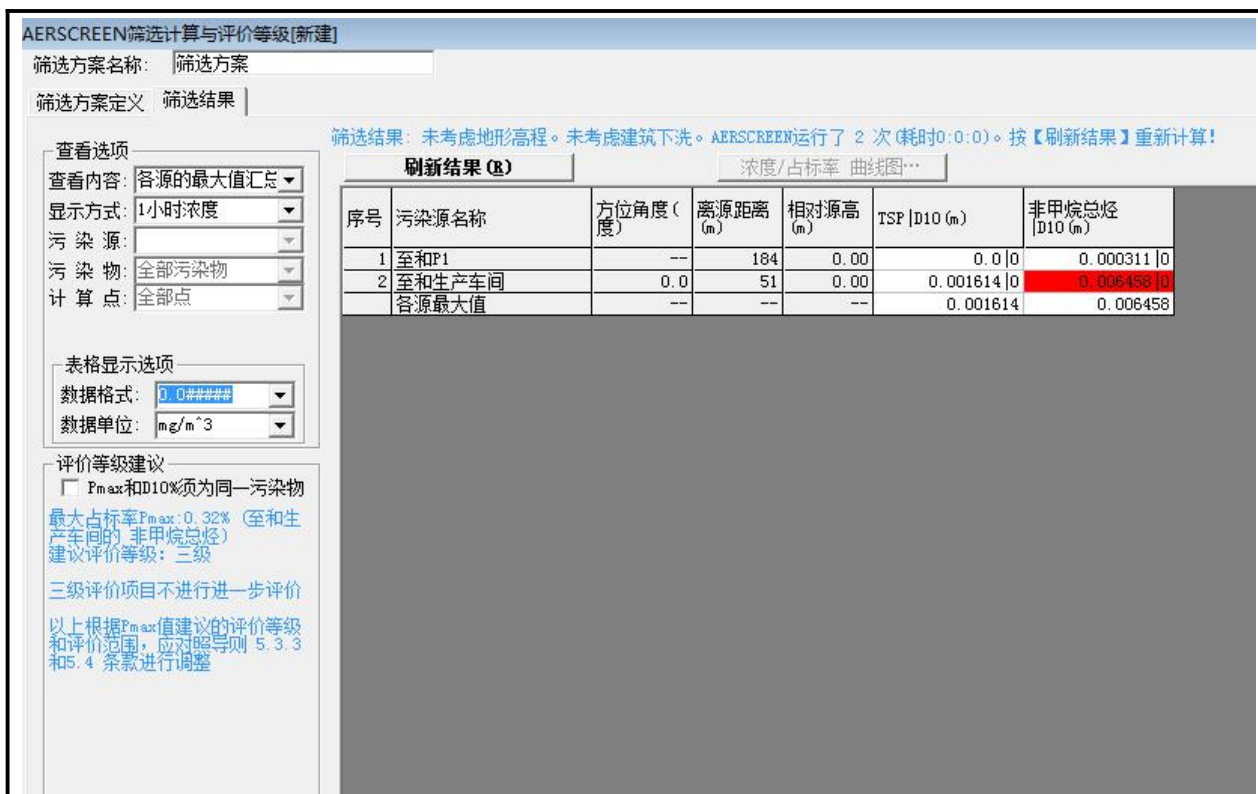 AERSCREEN筛选计算与评价等级[新建]
筛选方案名称: 筛选方案
筛选方案定义 筛选结果
筛选结果: 未考虑地形高程。未考虑建筑下洗。AERSCREEN运行了 2 次(耗时0:0:0)。按【刷新结果】重新计算!
查看选项
查看内容: 各源的最大值汇总
显示方式: 1小时浓度
污 染 源:
污 染 物: 全部污染物
计 算 点: 全部点
刷新结果(R) 浓度/占标率 曲线图…
序号 污染源名称 方位角度(度) 离源距离(m) 相对源高(m) TSP|D10(m) 非甲烷总烃|D10(m)
1 至和P1 -- 184 0.00 0.0|0 0.000311|0
2 至和生产车间 0.0 51 0.00 0.001614|0 0.006458|0
各源最大值 -- -- -- 0.001614 0.006458
表格显示选项
数据格式: 0.0#####
数据单位: mg/m^3
评价等级建议
Pmax和D10%须为同一污染物
最大占标率Pmax:0.32% (至和生
产车间的 非甲烷总烃)
建议评价等级: 三级
三级评价项目不进行进一步评价
以上根据Pmax值建议的评价等级
和评价范围,应对照导则 5.3.3
和5.4 条款进行调整